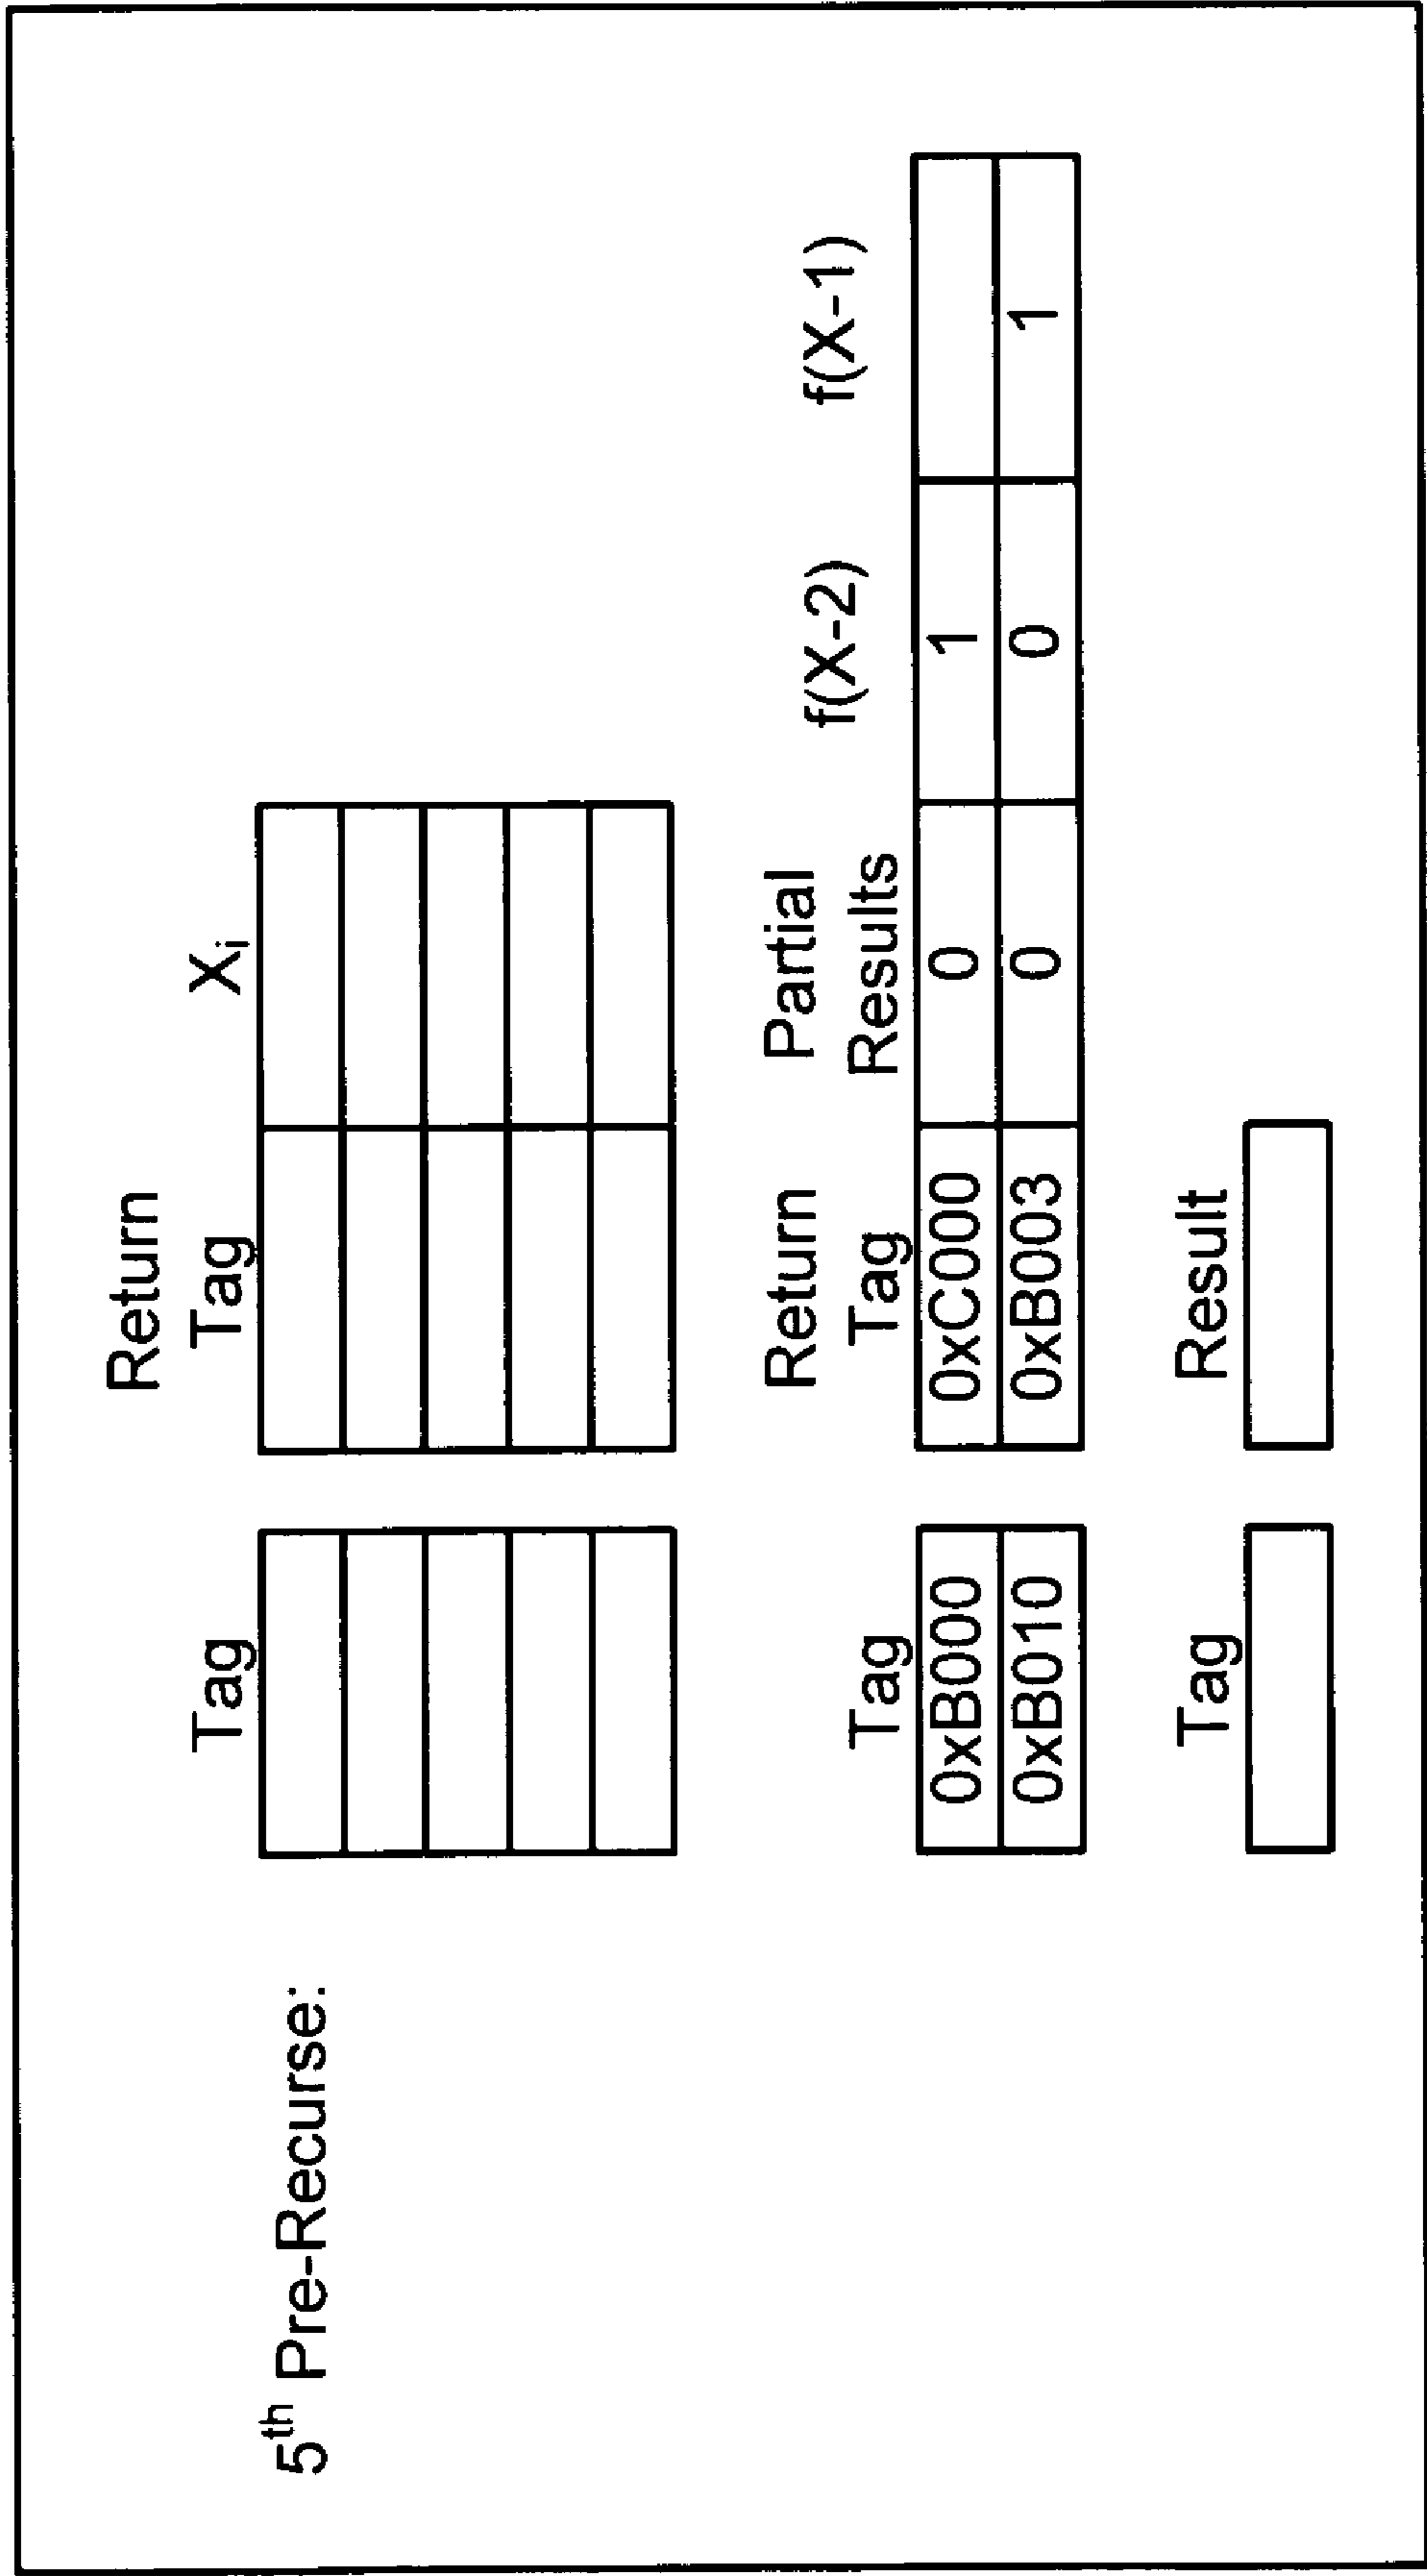 Return
Tag Tag Xᵢ
5ᵗʰ Pre-Recurse:
Return Partial
Tag Tag Results f(X-2) f(X-1)
0xB000 0xC000 0 1
0xB010 0xB003 0 0 1
Tag Result